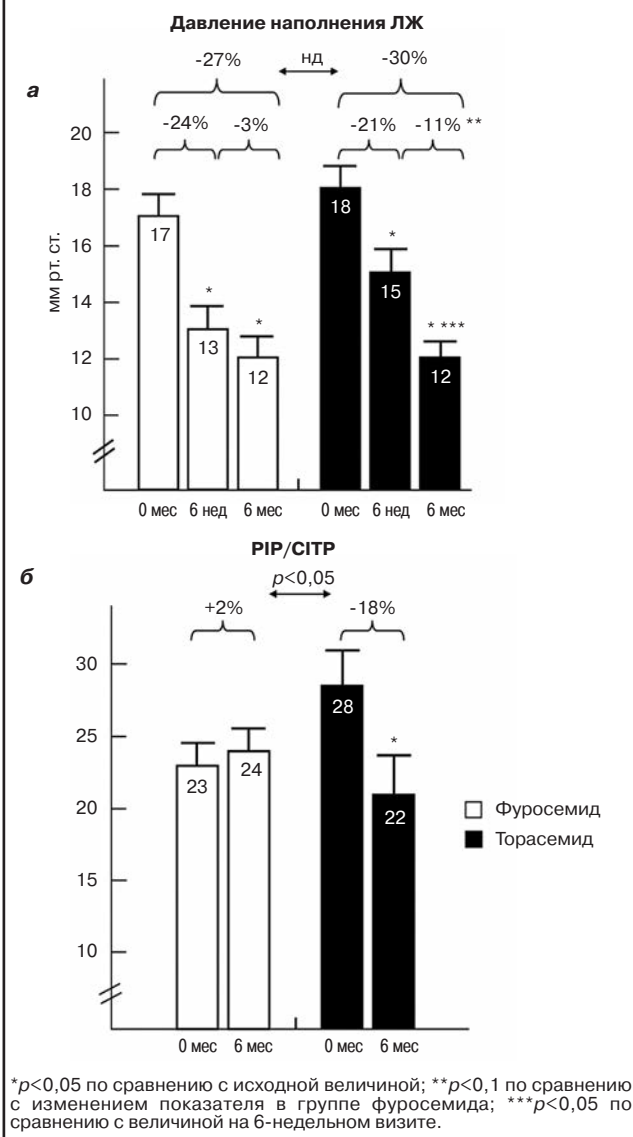 Давление наполнения ЛЖ
а
-27%
нд
-30%
-24%
-3%
-21%
-11% **
мм рт. ст.
20
18
16
14
12
10
17
*
13
*
12
18
*
15
* ***
12
0 мес 6 нед 6 мес 0 мес 6 нед 6 мес
PIP/CITP
б
p<0,05
+2%
-18%
30
25
20
15
10
23
24
28
*
22
Фуросемид
Торасемид
0 мес 6 мес 0 мес 6 мес
*p<0,05 по сравнению с исходной величиной; **p<0,1 по сравнению
с изменением показателя в группе фуросемида; ***p<0,05 по
сравнению с величиной на 6-недельном визите.